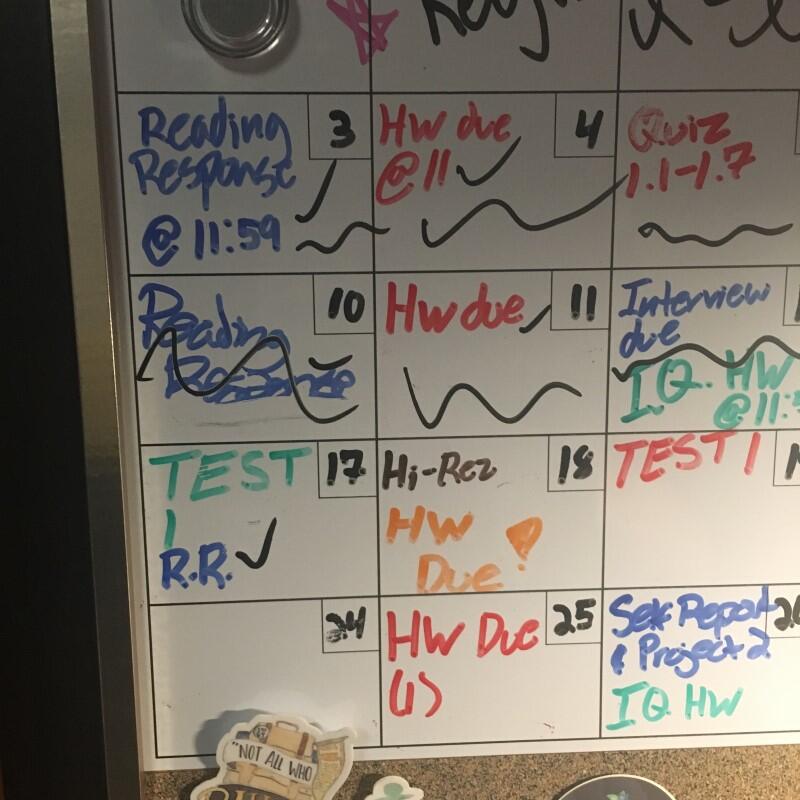 Reading 3
Response
@ 11:59
HW due 4
@ 11
Quiz
1.1-1.7
Reading 10
Response
HW due 11
Interview
due
I.Q. HW
@ 11:5
TEST 17
1
R.R.
Hi-Rez 18
HW
Due ?
TEST 1
24
HW Due 25
(1)
Self Report
& Project 2
IQ HW
"NOT ALL WHO